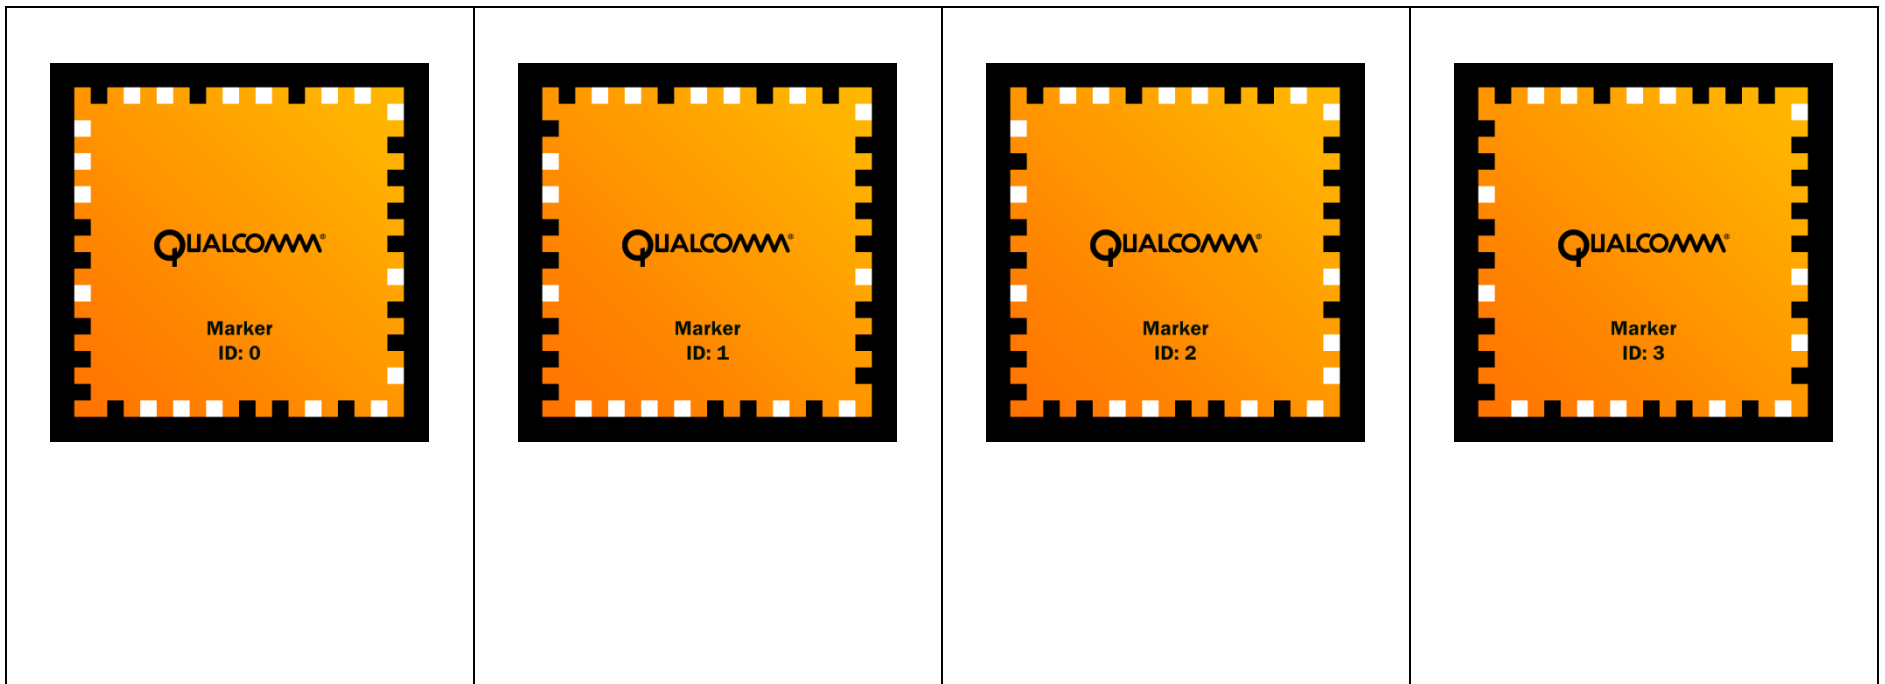 QUALCOMM®
Marker
ID: 0
QUALCOMM®
Marker
ID: 1
QUALCOMM®
Marker
ID: 2
QUALCOMM®
Marker
ID: 3